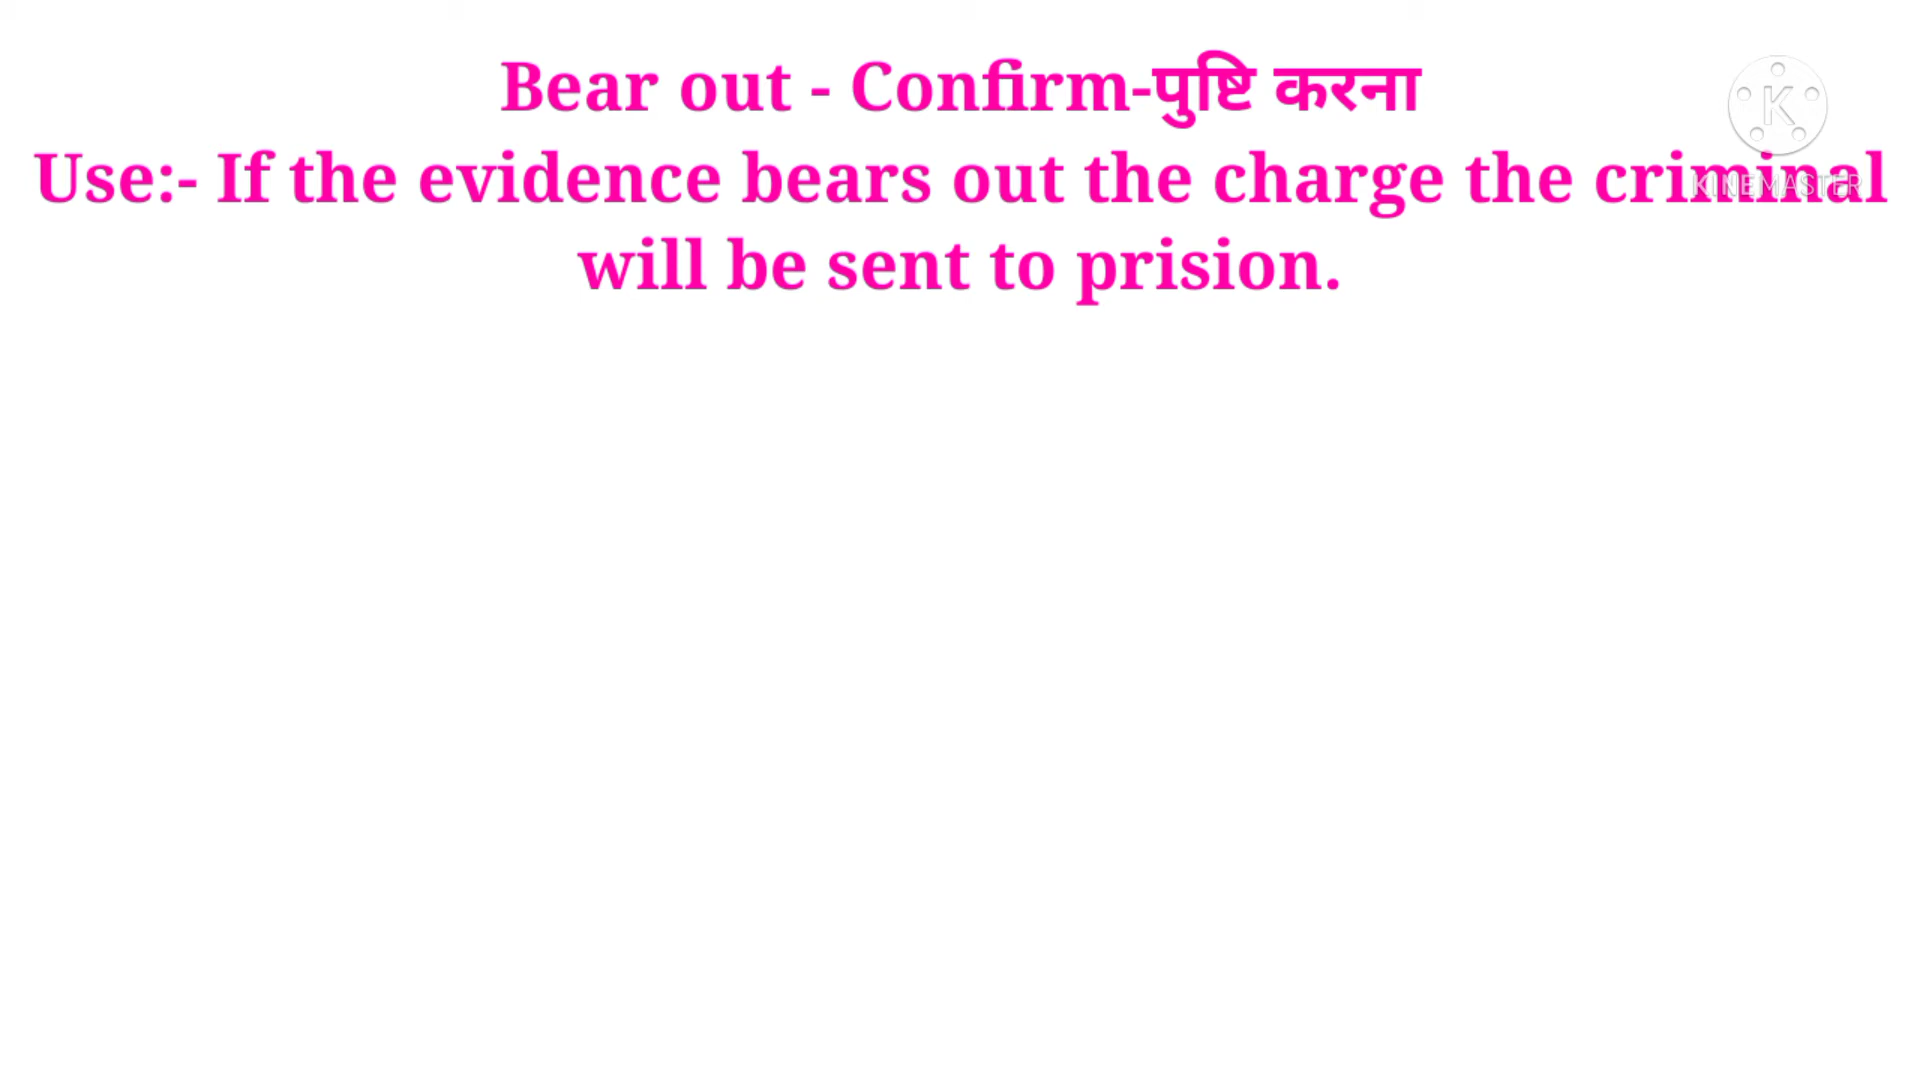 Bear out - Confirm-पुष्टि करना
Use:- If the evidence bears out the charge the criminal
will be sent to prision.
K
KINEMASTER